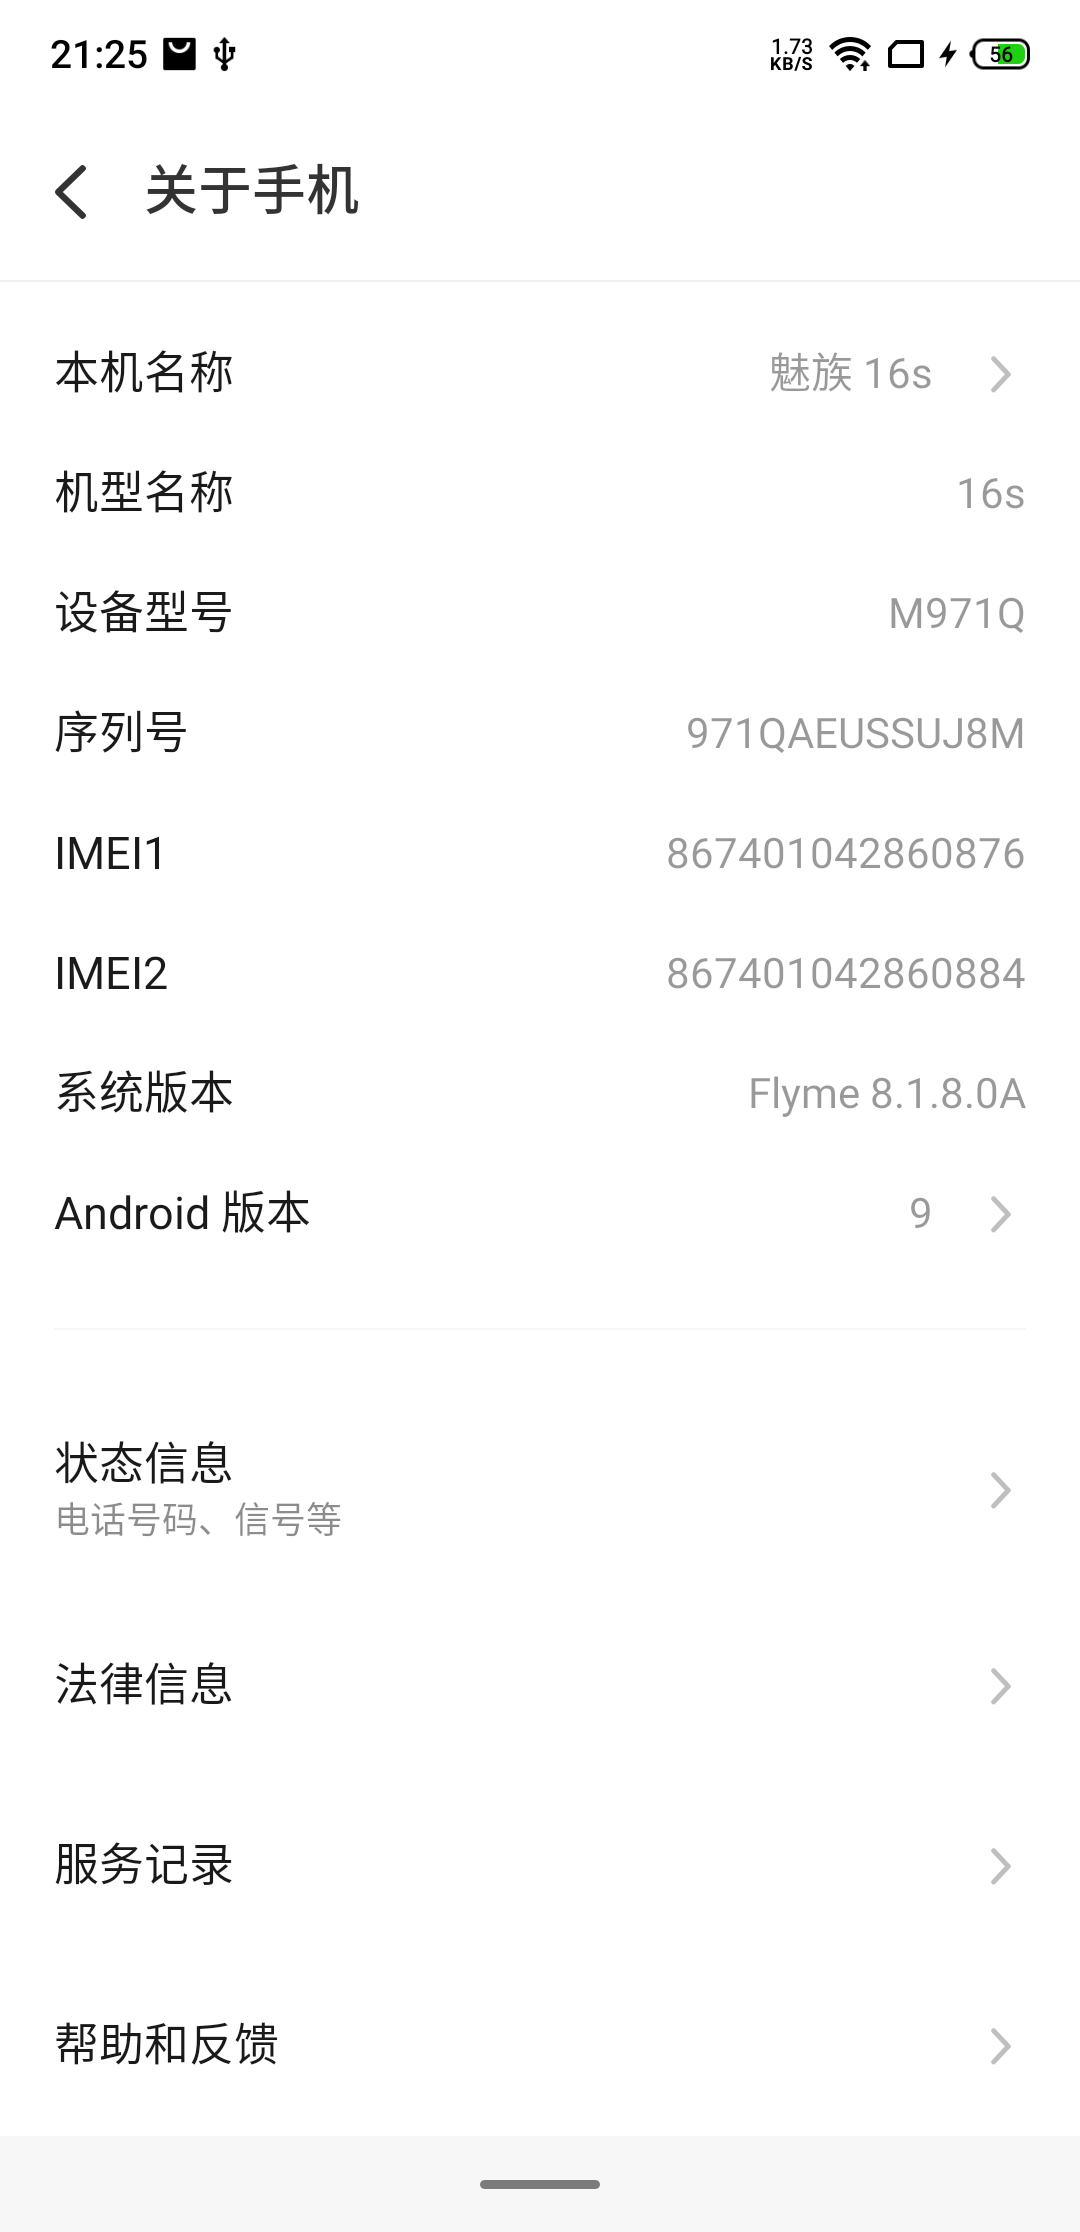 21:25
1.73
KB/S
56
关于手机
本机名称 魅族 16s
机型名称 16s
设备型号 M971Q
序列号 971QAEUSSUJ8M
IMEI1 867401042860876
IMEI2 867401042860884
系统版本 Flyme 8.1.8.0A
Android 版本 9
状态信息
电话号码、信号等
法律信息
服务记录
帮助和反馈